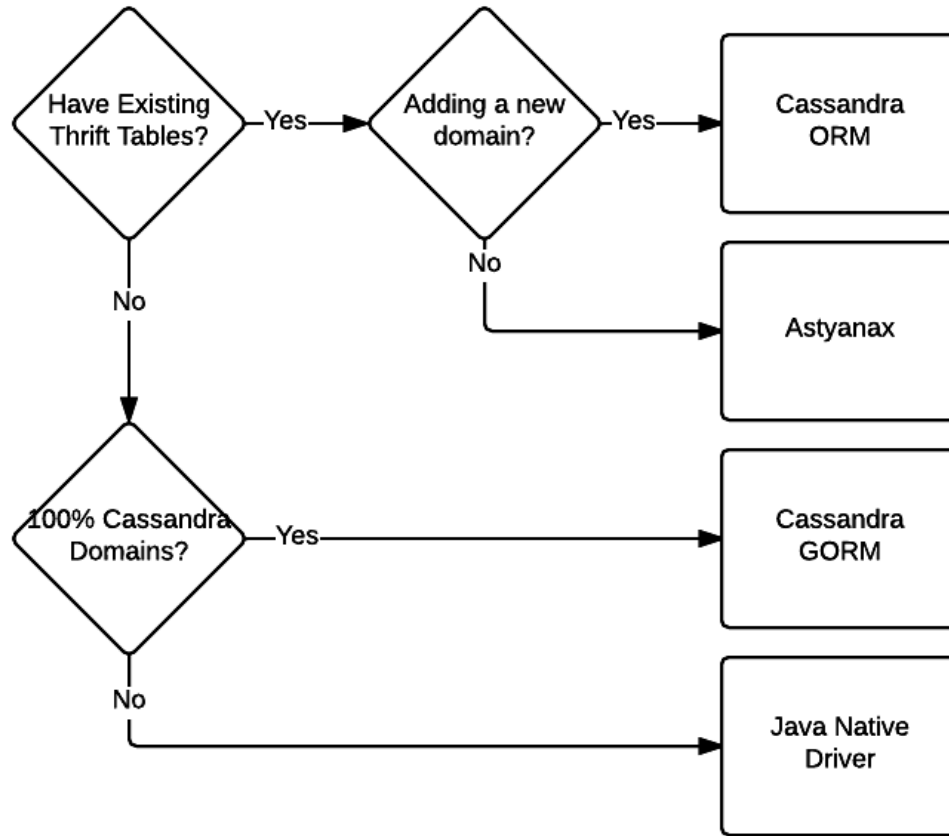 Have Existing
Thrift Tables?
Yes
Adding a new
domain?
Yes
Cassandra
ORM
No
Astyanax
No
100% Cassandra
Domains?
Yes
Cassandra
GORM
No
Java Native
Driver